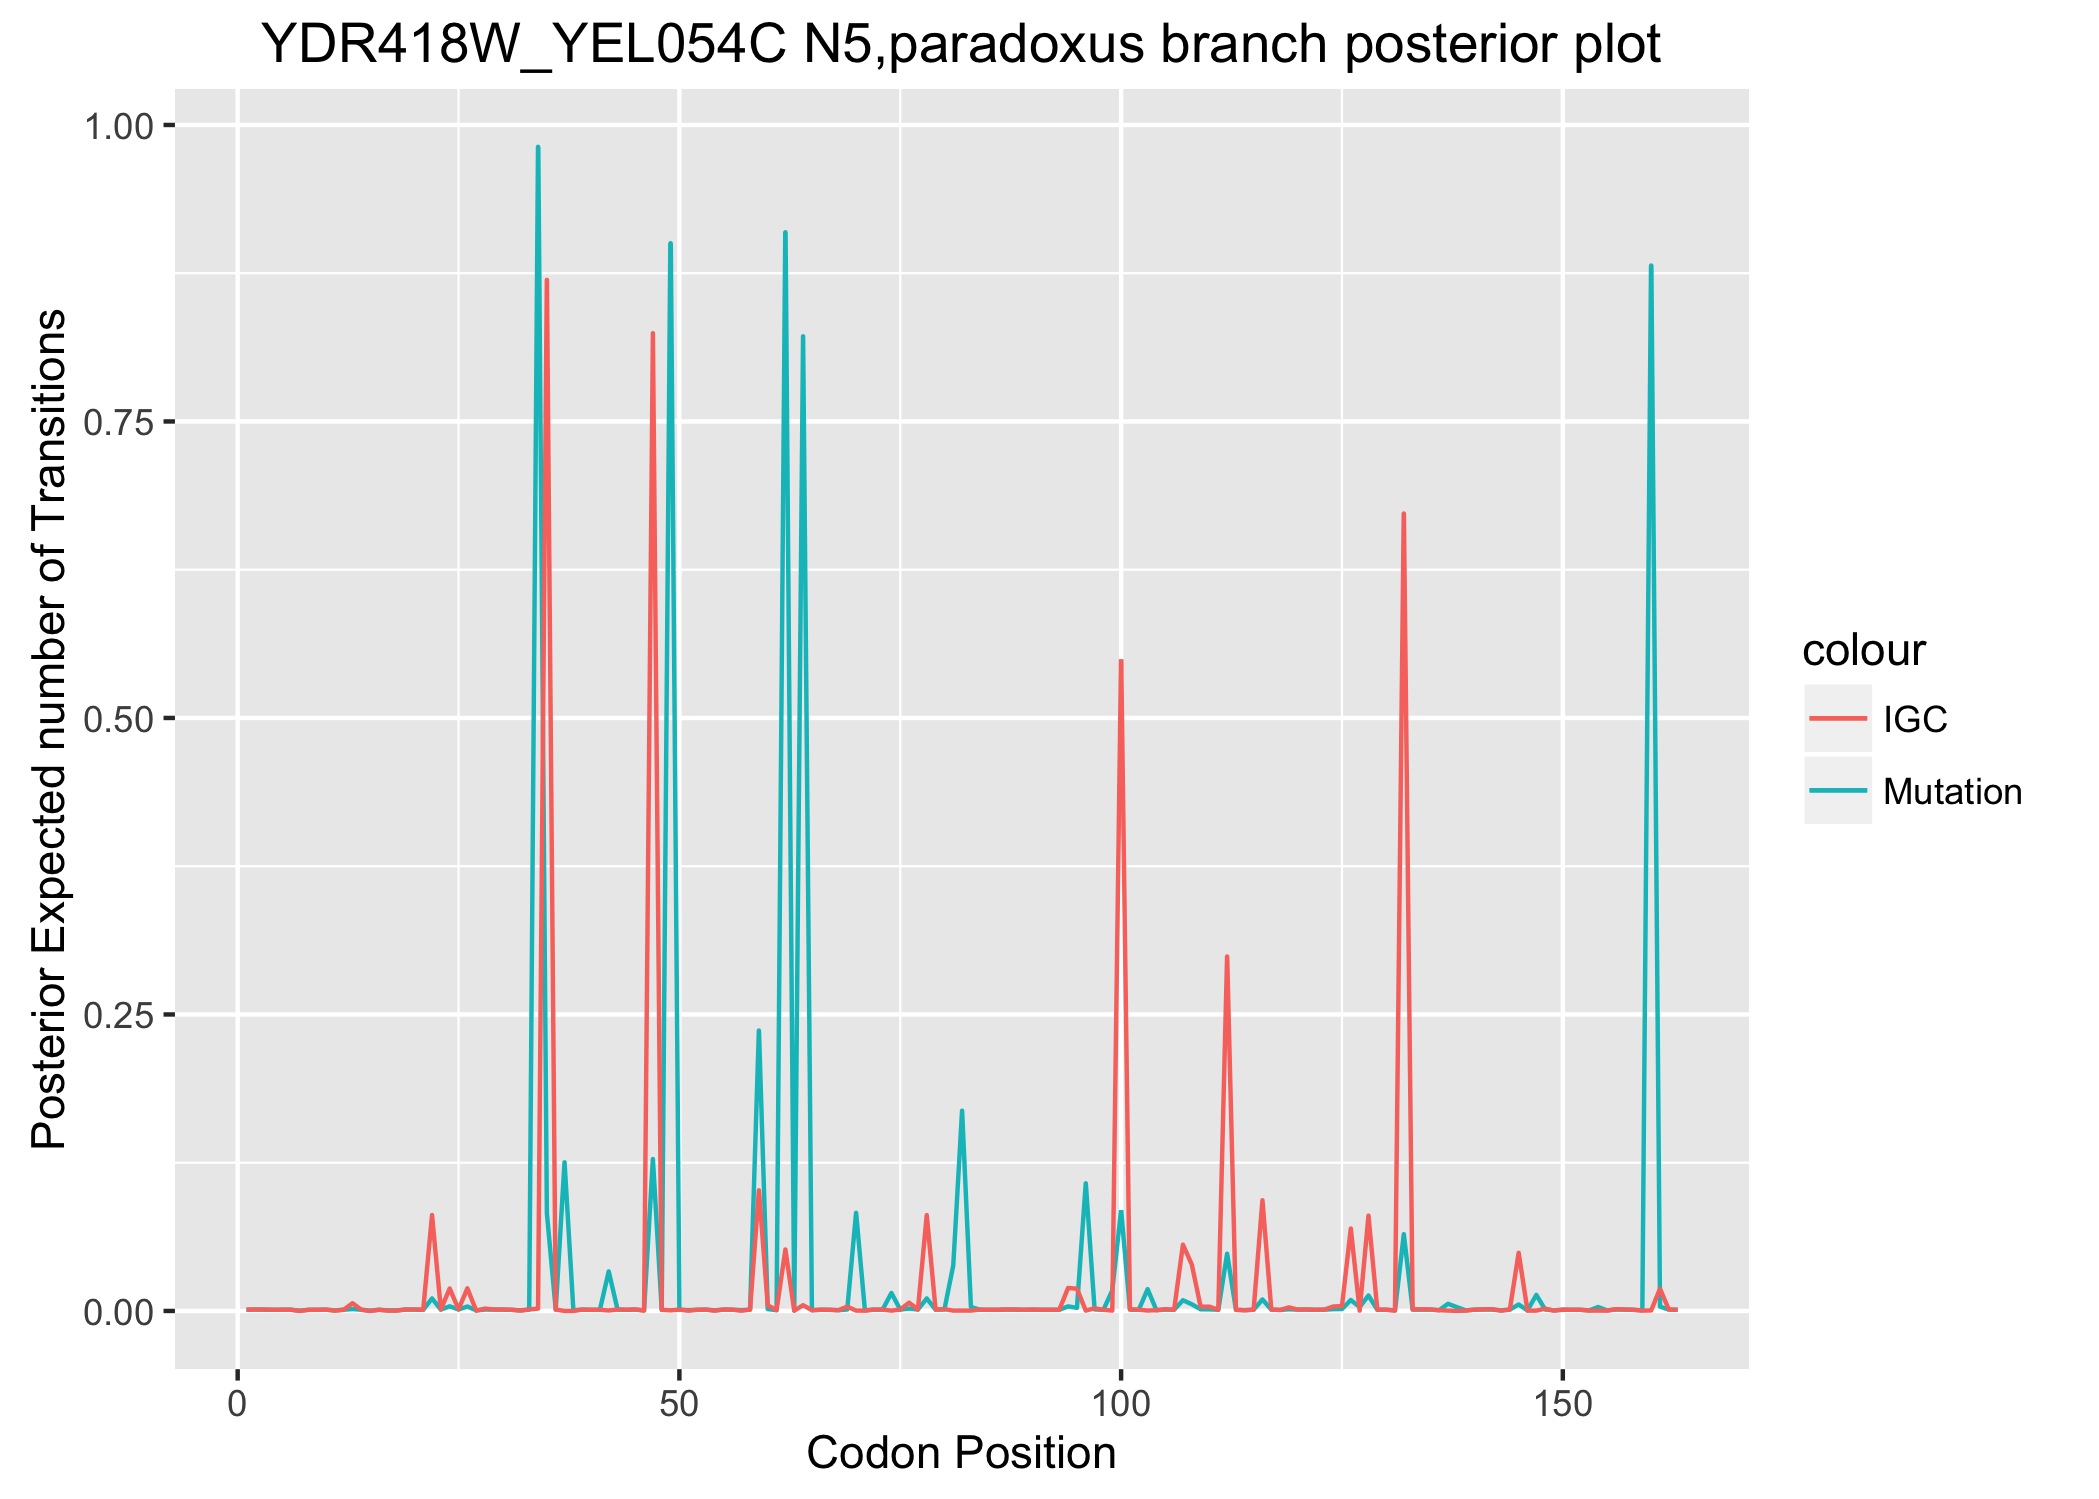 YDR418W_YEL054C N5,paradoxus branch posterior plot
1.00
0.75
0.50
0.25
0.00
Posterior Expected number of Transitions
0 50 100 150
Codon Position
colour
IGC
Mutation